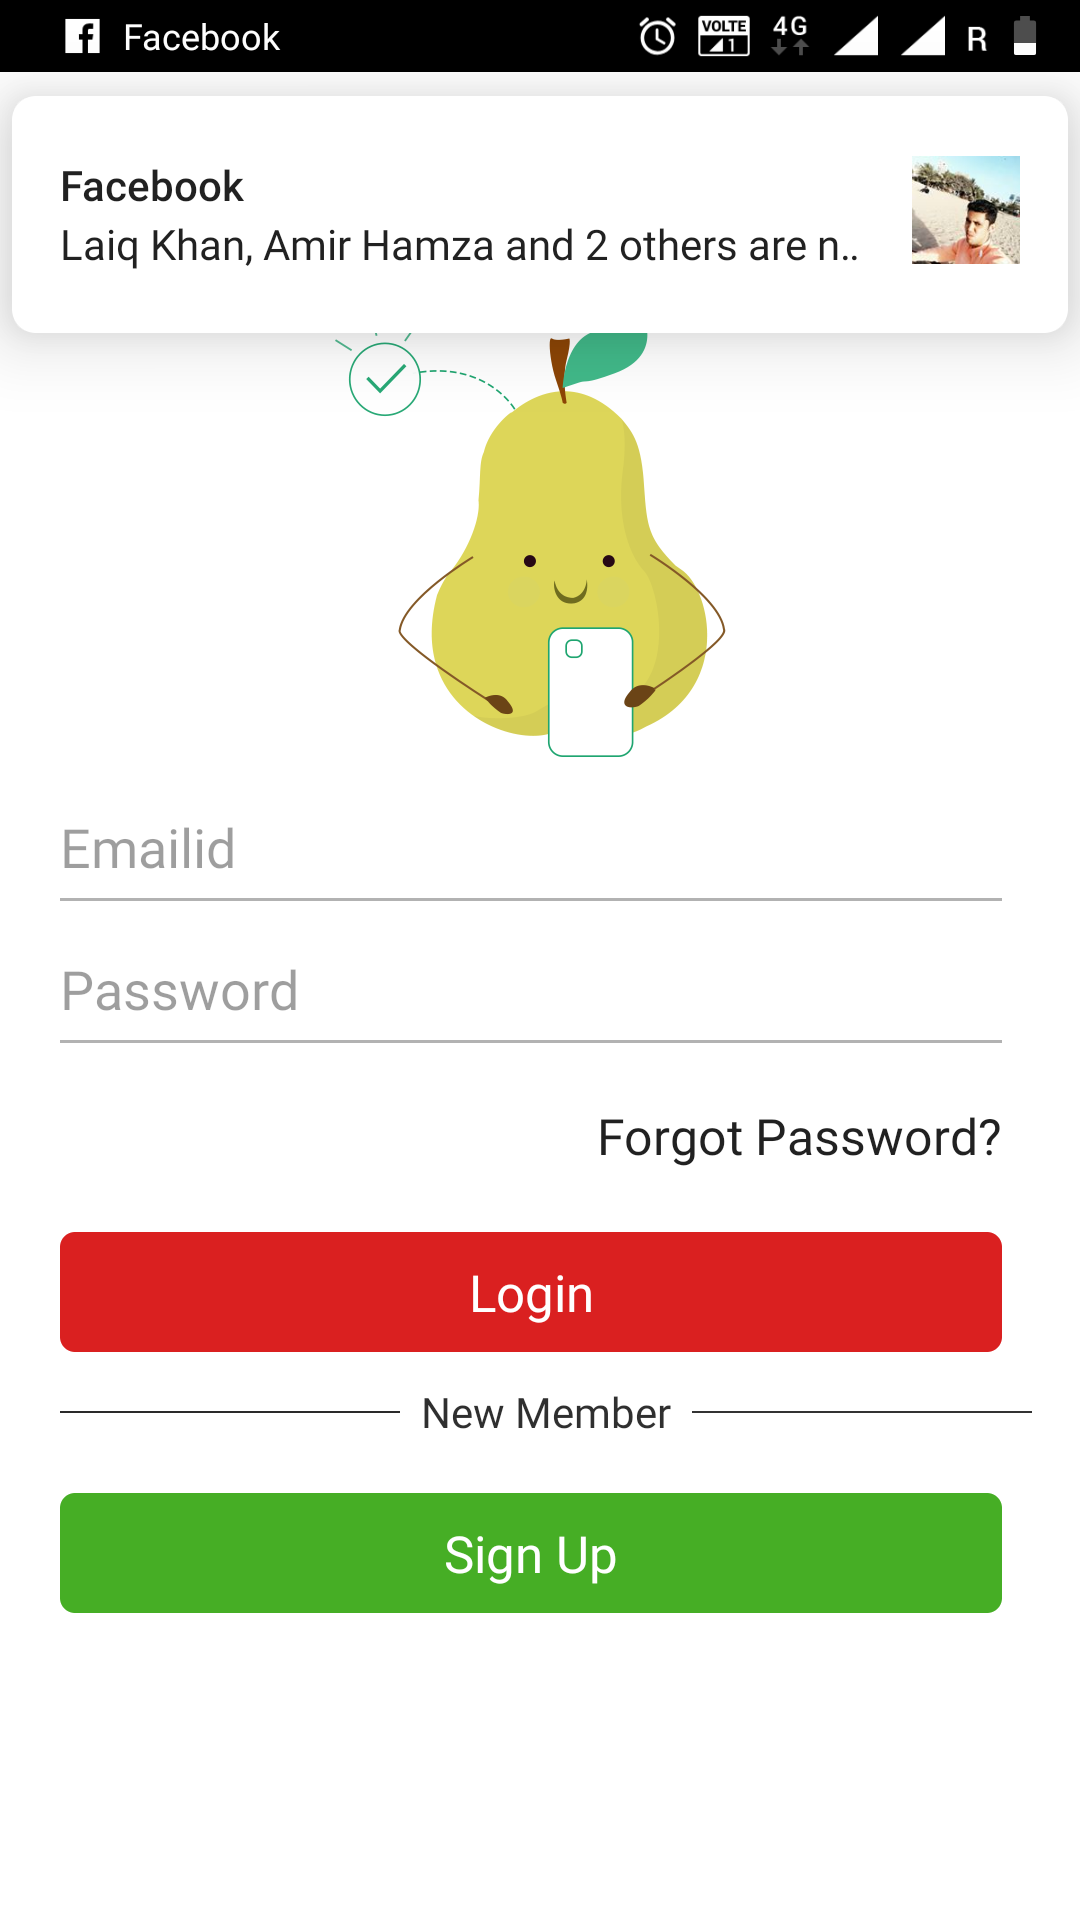 Facebook
VOLTE
1
4G
R
Facebook
Laiq Khan, Amir Hamza and 2 others are n..
Emailid
Password
Forgot Password?
Login
New Member
Sign Up